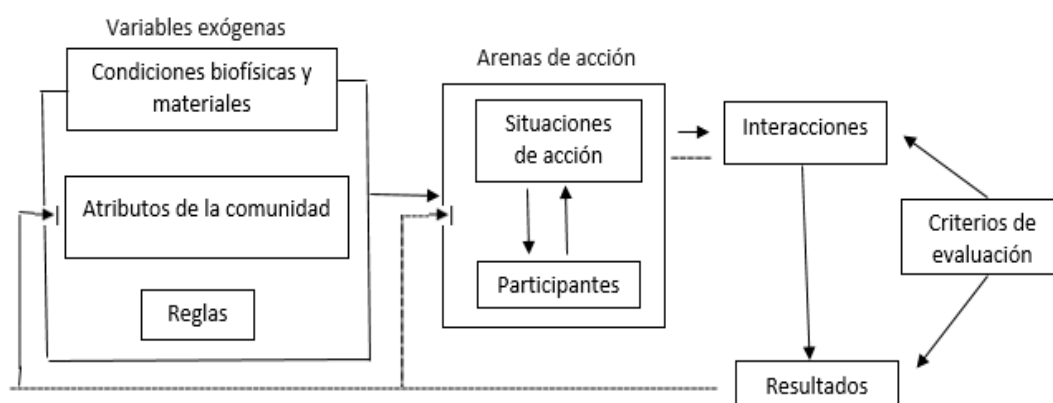 Variables exógenas
Condiciones biofísicas y
materiales
Atributos de la comunidad
Reglas
Arenas de acción
Situaciones
de acción
Participantes
Interacciones
Criterios de
evaluación
Resultados